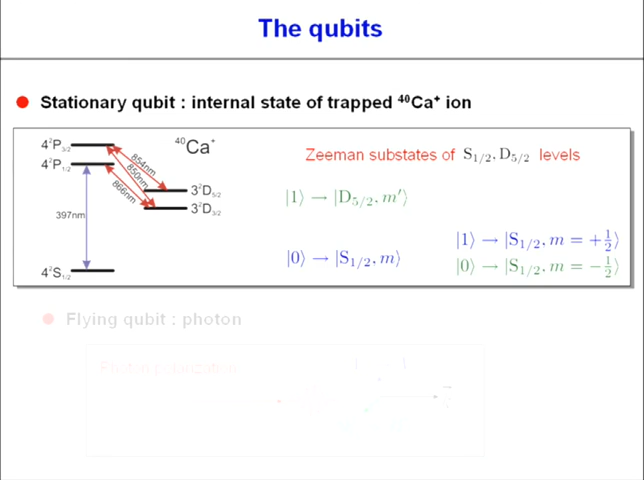 The qubits
Stationary qubit : internal state of trapped ⁴⁰Ca⁺ ion
4²P₃/₂
4²P₁/₂
⁴⁰Ca⁺
854nm
850nm
866nm
3²D₅/₂
3²D₃/₂
397nm
4²S₁/₂
Zeeman substates of S₁/₂, D₅/₂ levels
|1⟩ → |D₅/₂, m′⟩
|0⟩ → |S₁/₂, m⟩
|1⟩ → |S₁/₂, m = +½⟩
|0⟩ → |S₁/₂, m = −½⟩
Flying qubit : photon
Photon polarization